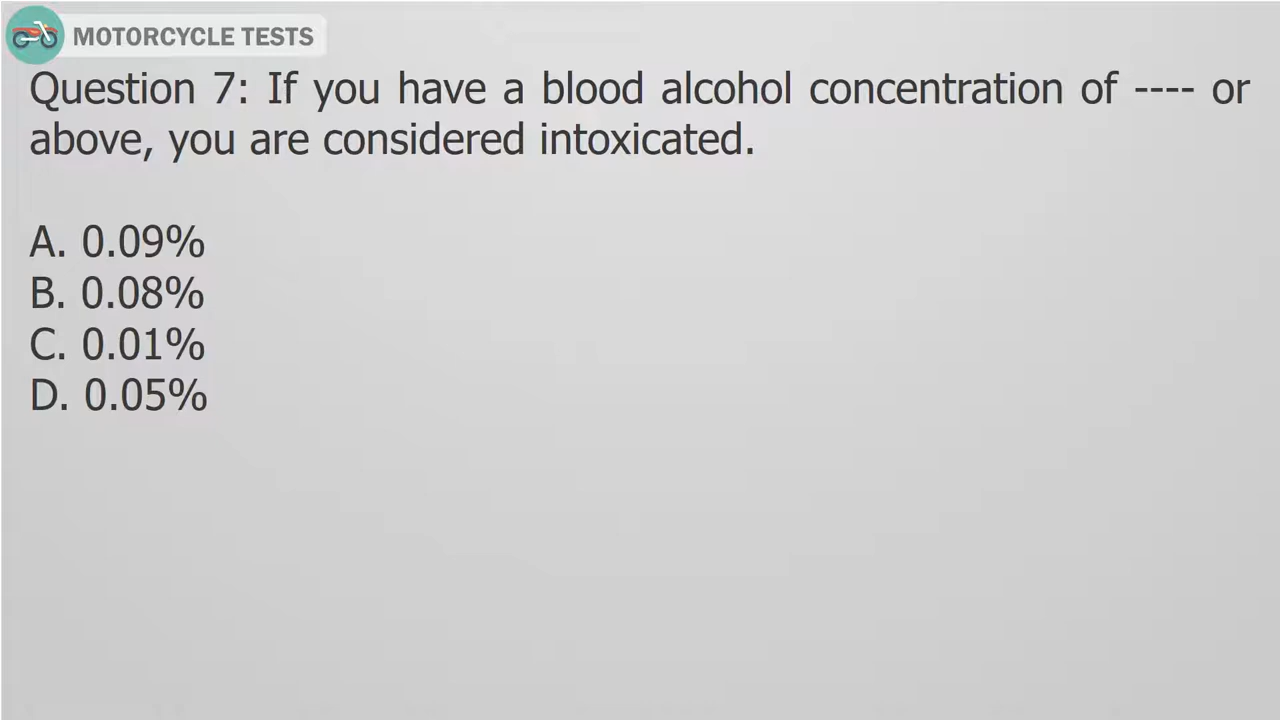 MOTORCYCLE TESTS
Question 7: If you have a blood alcohol concentration of ---- or
above, you are considered intoxicated.
A. 0.09%
B. 0.08%
C. 0.01%
D. 0.05%